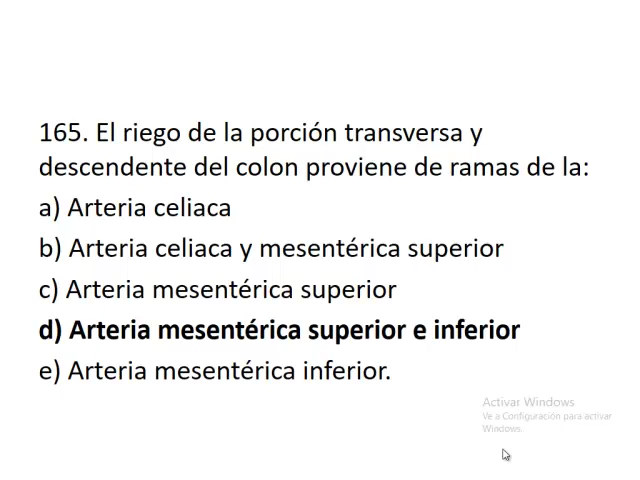 165. El riego de la porción transversa y
descendente del colon proviene de ramas de la:
a) Arteria celiaca
b) Arteria celiaca y mesentérica superior
c) Arteria mesentérica superior
d) Arteria mesentérica superior e inferior
e) Arteria mesentérica inferior.
Activar Windows
Ve a Configuración para activar
Windows.